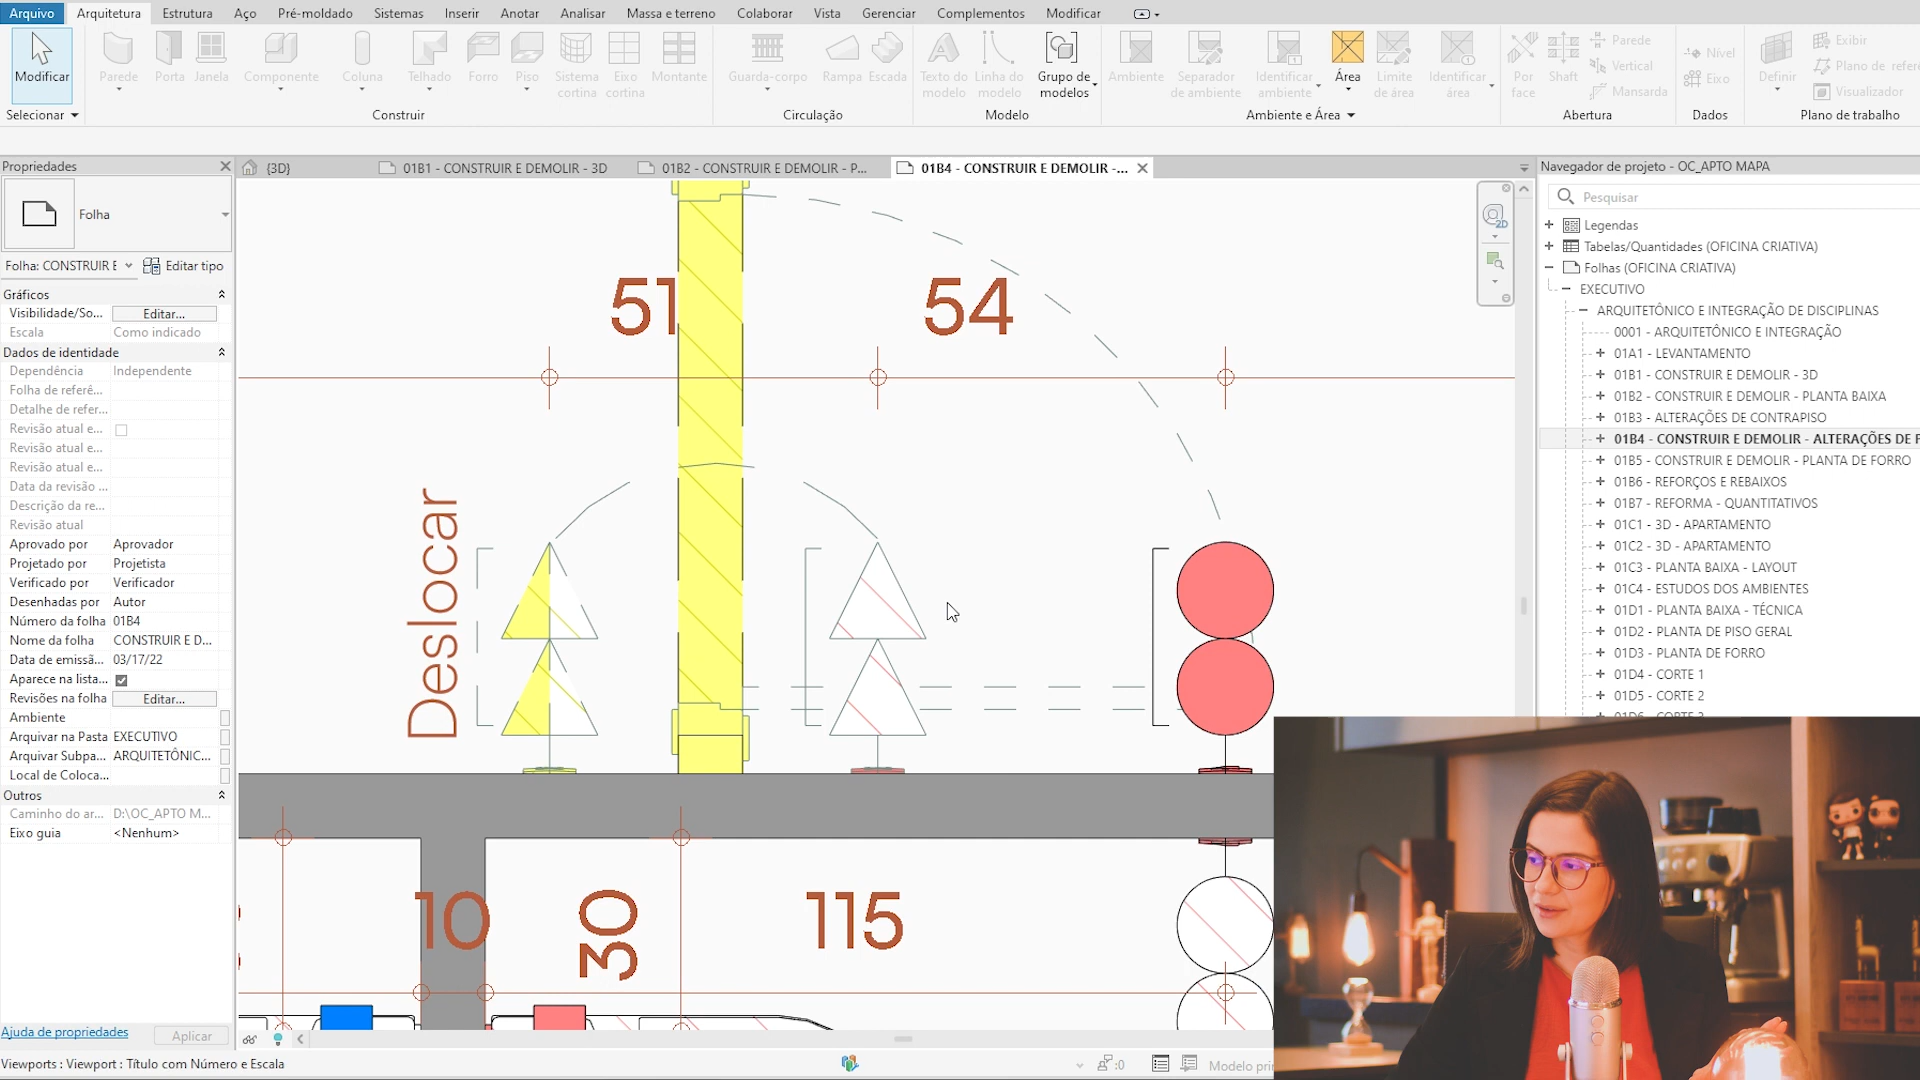 Arquivo Arquitetura Estrutura Aço Pré-moldado Sistemas Inserir Anotar Analisar Massa e terreno Colaborar Vista Gerenciar Complementos Modificar
Modificar Parede Porta Janela Componente Coluna Telhado Forro Piso Sistema cortina Eixo cortina Montante Guarda-corpo Rampa Escada Texto do modelo Linha do modelo Grupo de modelos Ambiente Separador de ambiente Identificar ambiente Área Limite de área Identificar área Por face Shaft Parede Vertical Mansarda Nível Eixo Definir Exibir Plano de refer Visualizador
Selecionar Construir Circulação Modelo Ambiente e Área Abertura Dados Plano de trabalho
Propriedades
{3D} 01B1 - CONSTRUIR E DEMOLIR - 3D 01B2 - CONSTRUIR E DEMOLIR - P... 01B4 - CONSTRUIR E DEMOLIR -...
Folha
Folha: CONSTRUIR E Editar tipo
Gráficos
Visibilidade/So... Editar...
Escala Como indicado
Dados de identidade
Dependência Independente
Folha de referê...
Detalhe de refer...
Revisão atual e...
Revisão atual e...
Revisão atual e...
Data da revisão ...
Descrição da re...
Revisão atual
Aprovado por Aprovador
Projetado por Projetista
Verificado por Verificador
Desenhadas por Autor
Número da folha 01B4
Nome da folha CONSTRUIR E D...
Data de emissã... 03/17/22
Aparece na lista...
Revisões na folha Editar...
Ambiente
Arquivar na Pasta EXECUTIVO
Arquivar Subpa... ARQUITETÔNIC...
Local de Coloca...
Outros
Caminho do ar... D:\OC_APTO M...
Eixo guia <Nenhum>
Ajuda de propriedades Aplicar
51 54
Deslocar
10 30 115
2D
Navegador de projeto - OC_APTO MAPA
Pesquisar
Legendas
Tabelas/Quantidades (OFICINA CRIATIVA)
Folhas (OFICINA CRIATIVA)
EXECUTIVO
ARQUITETÔNICO E INTEGRAÇÃO DE DISCIPLINAS
0001 - ARQUITETÔNICO E INTEGRAÇÃO
01A1 - LEVANTAMENTO
01B1 - CONSTRUIR E DEMOLIR - 3D
01B2 - CONSTRUIR E DEMOLIR - PLANTA BAIXA
01B3 - ALTERAÇÕES DE CONTRAPISO
01B4 - CONSTRUIR E DEMOLIR - ALTERAÇÕES DE
01B5 - CONSTRUIR E DEMOLIR - PLANTA DE FORRO
01B6 - REFORÇOS E REBAIXOS
01B7 - REFORMA - QUANTITATIVOS
01C1 - 3D - APARTAMENTO
01C2 - 3D - APARTAMENTO
01C3 - PLANTA BAIXA - LAYOUT
01C4 - ESTUDOS DOS AMBIENTES
01D1 - PLANTA BAIXA - TÉCNICA
01D2 - PLANTA DE PISO GERAL
01D3 - PLANTA DE FORRO
01D4 - CORTE 1
01D5 - CORTE 2
Viewports : Viewport : Título com Número e Escala :0 Modelo pri